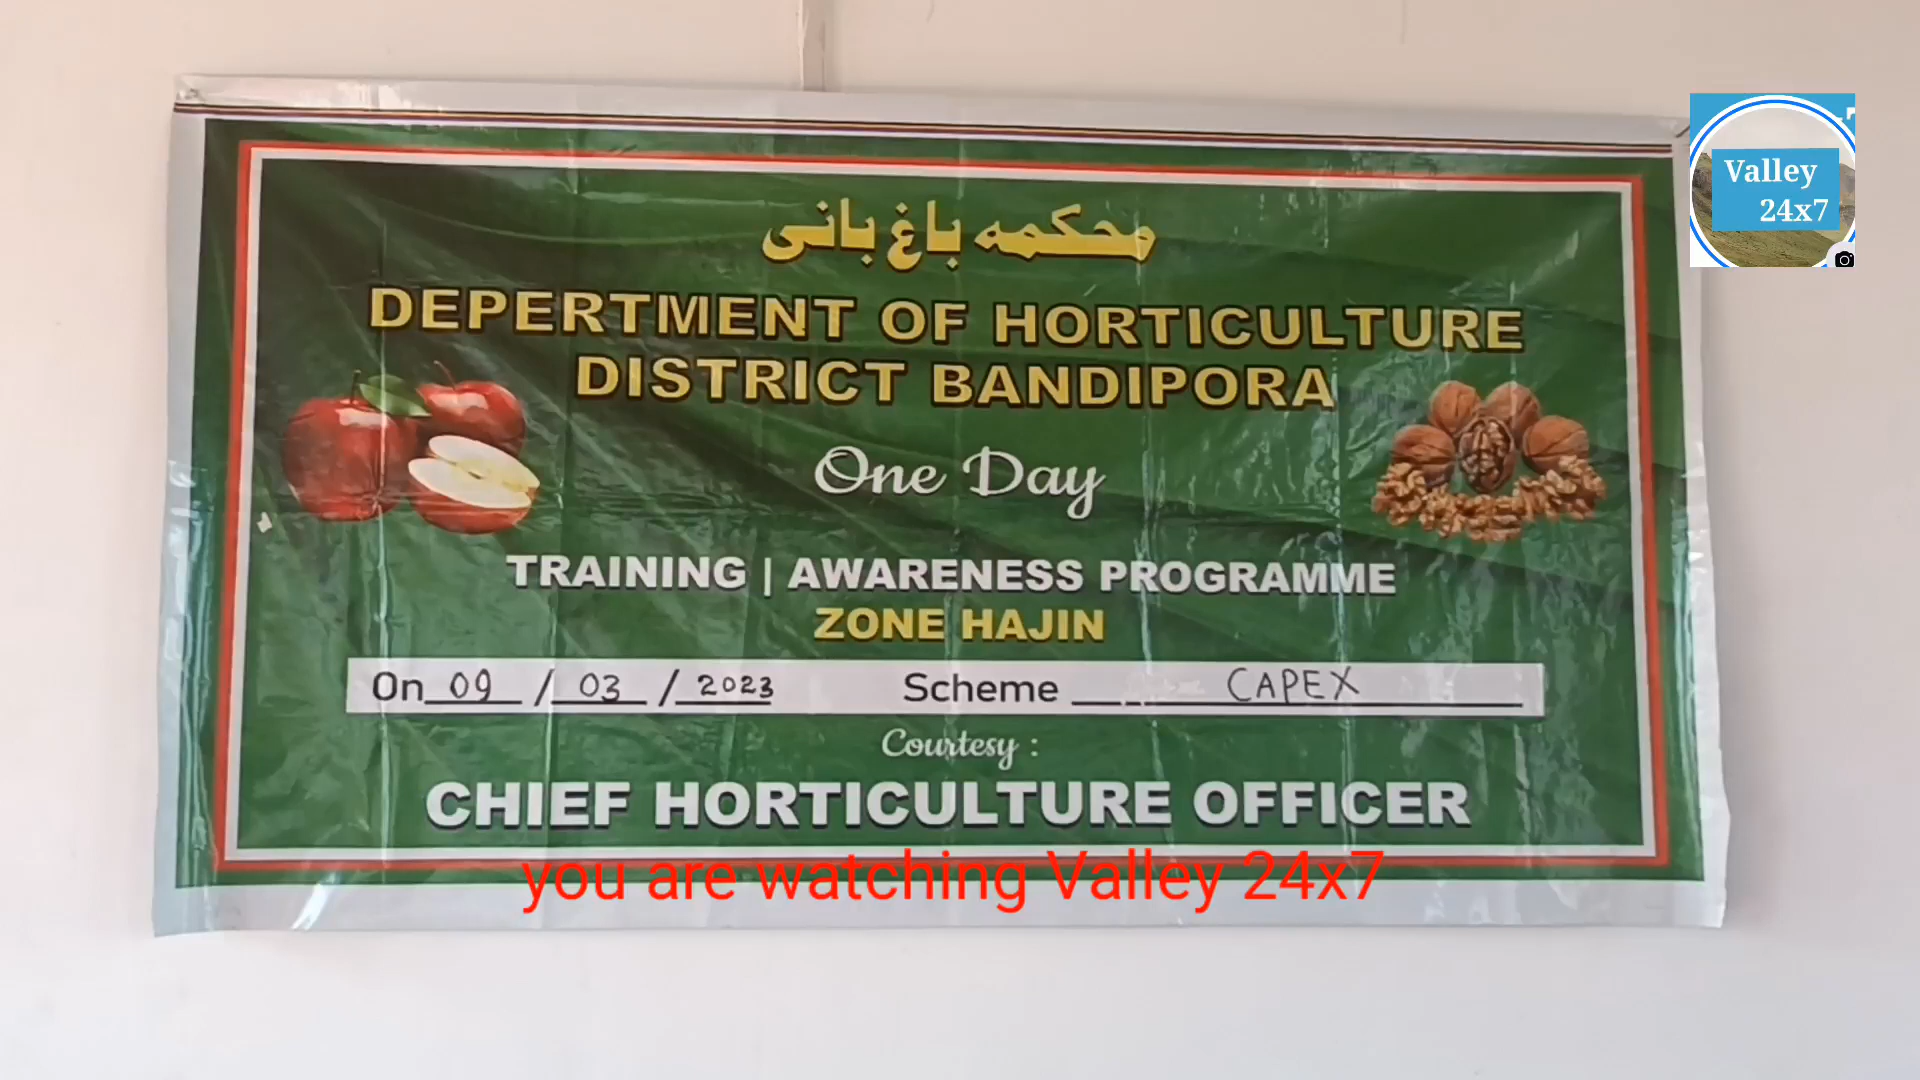 محکمہ باغ بانی
DEPERTMENT OF HORTICULTURE
DISTRICT BANDIPORA
One Day
TRAINING | AWARENESS PROGRAMME
ZONE HAJIN
On 09 / 03 / 2023 Scheme CAPEX
Courtesy :
CHIEF HORTICULTURE OFFICER
you are watching Valley 24x7
Valley
24x7